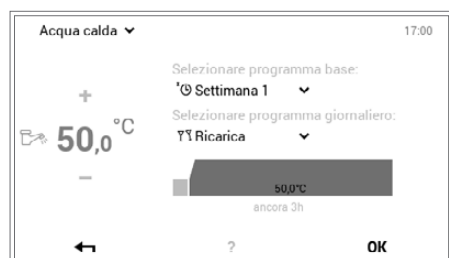 Acqua calda
17:00
Selezionare programma base:
Settimana 1
+
Selezionare programma giornaliero:
50,0°C
Ricarica
−
50,0°C
ancora 3h
? OK